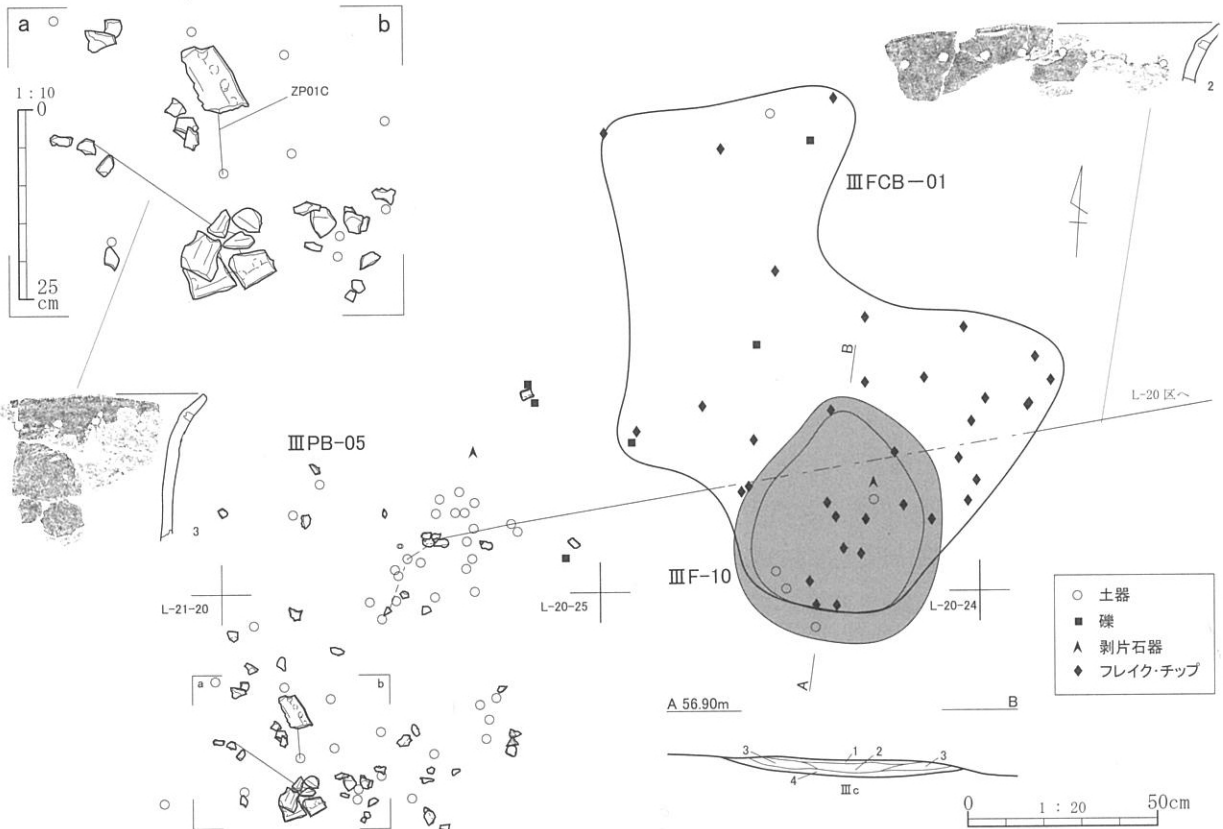 a
b
1:10
0
25
cm
ZP01C
2
ⅢFCB-01
B
L-20 区へ
ⅢPB-05
3
ⅢF-10
L-21-20
L-20-25
L-20-24
a
b
A
○ 土器
■ 礫
剥片石器
◆ フレイク・チップ
A 56.90m
B
3
1
2
3
4
Ⅲc
0
1:20
50cm